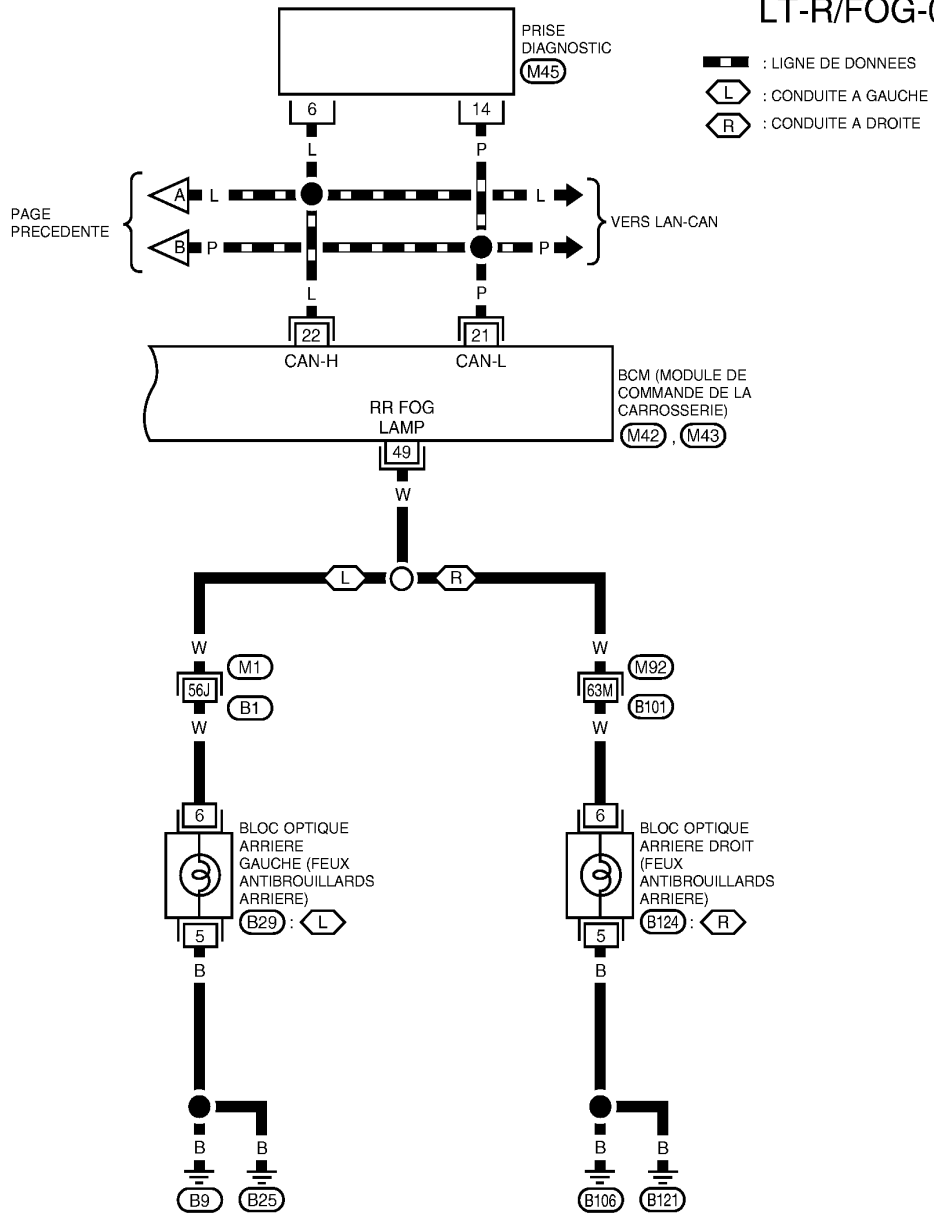 LT-R/FOG-0
PRISE
DIAGNOSTIC
M45
: LIGNE DE DONNEES
L : CONDUITE A GAUCHE
R : CONDUITE A DROITE
6
14
L
P
PAGE
PRECEDENTE
A L
L
VERS LAN-CAN
B P
P
L
P
22
21
CAN-H
CAN-L
BCM (MODULE DE
COMMANDE DE LA
CARROSSERIE)
M42 , M43
RR FOG
LAMP
49
W
L
R
W
W
M1
M92
56J
63M
B1
B101
W
W
6
6
BLOC OPTIQUE
ARRIERE
GAUCHE (FEUX
ANTIBROUILLARDS
ARRIERE)
B29 : L
BLOC OPTIQUE
ARRIERE DROIT
(FEUX
ANTIBROUILLARDS
ARRIERE)
B124 : R
5
5
B
B
B
B
B
B
B9
B25
B106
B121